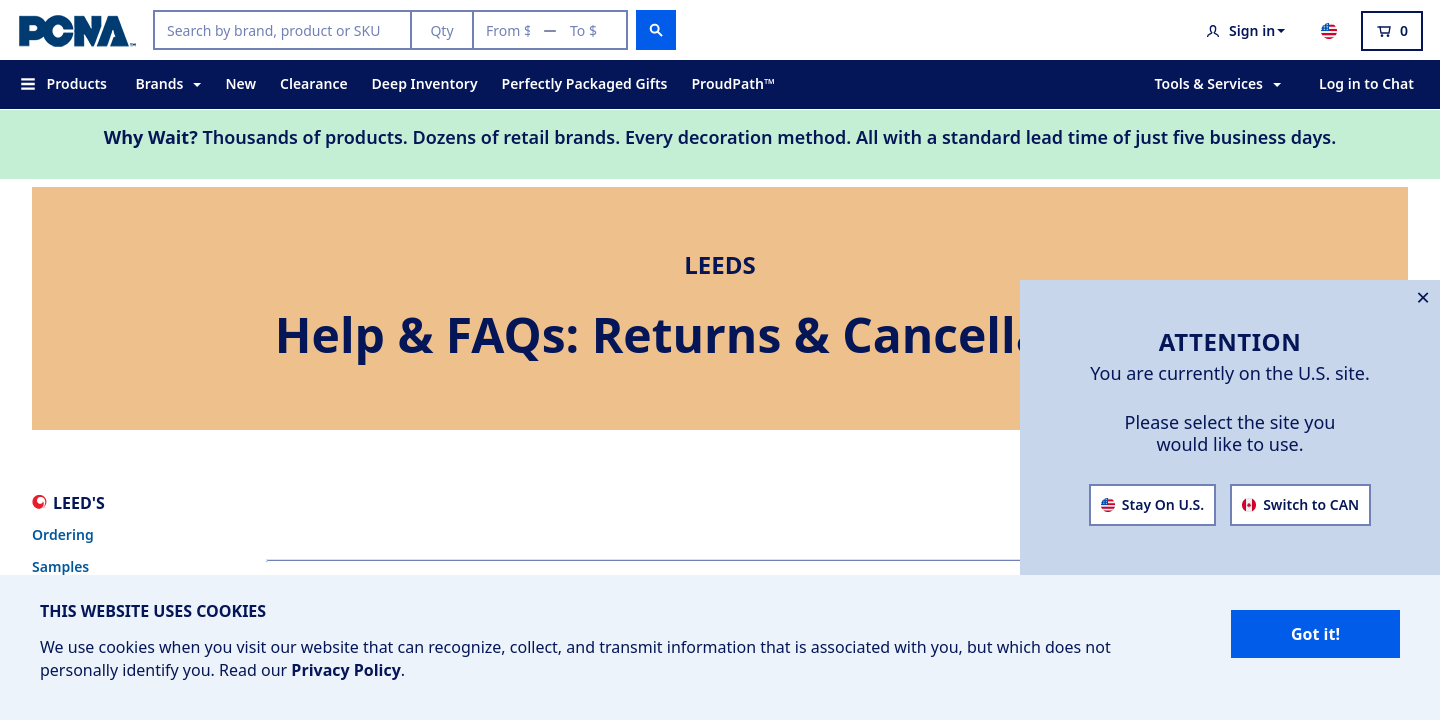 PCNA™
Search by brand, product or SKU
Qty
From $ — To $
Sign in
0
Products
Brands
New
Clearance
Deep Inventory
Perfectly Packaged Gifts
ProudPath™
Tools & Services
Log in to Chat
Why Wait? Thousands of products. Dozens of retail brands. Every decoration method. All with a standard lead time of just five business days.
LEEDS
Help & FAQs: Returns & Cancella
×
ATTENTION
You are currently on the U.S. site.
Please select the site you
would like to use.
Stay On U.S.
Switch to CAN
LEED'S
Ordering
Samples
THIS WEBSITE USES COOKIES
We use cookies when you visit our website that can recognize, collect, and transmit information that is associated with you, but which does not
personally identify you. Read our Privacy Policy.
Got it!